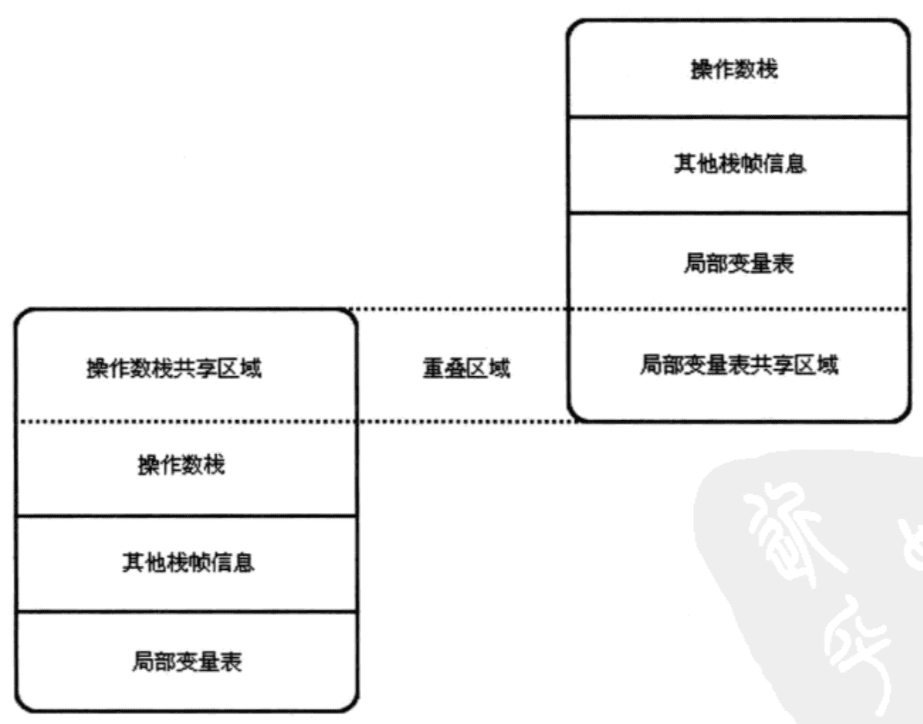 操作数栈
其他栈帧信息
局部变量表
操作数栈共享区域
重叠区域
局部变量表共享区域
操作数栈
其他栈帧信息
局部变量表